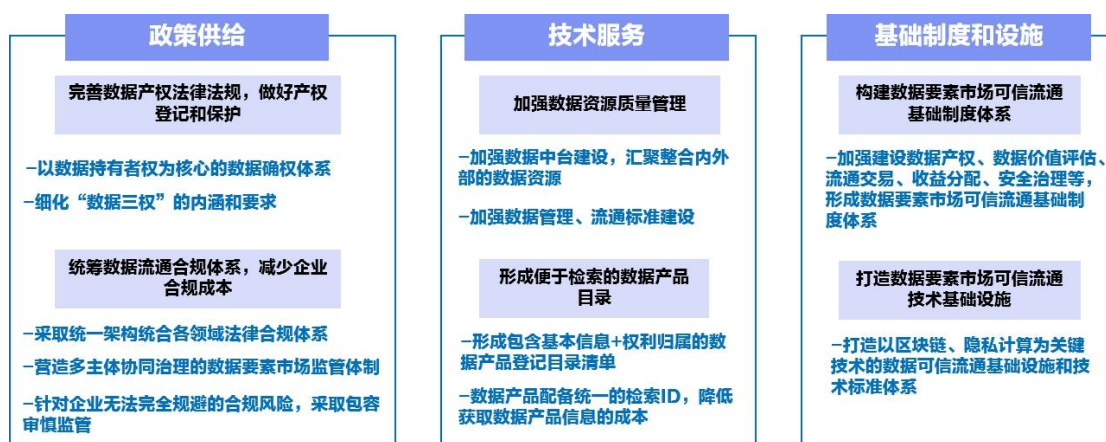 政策供给
完善数据产权法律法规，做好产权
登记和保护
–以数据持有者权为核心的数据确权体系
–细化“数据三权”的内涵和要求
统筹数据流通合规体系，减少企业
合规成本
–采取统一架构统合各领域法律合规体系
–营造多主体协同治理的数据要素市场监管体制
–针对企业无法完全规避的合规风险，采取包容
审慎监管
技术服务
加强数据资源质量管理
–加强数据中台建设，汇聚整合内外
部的数据资源
–加强数据管理、流通标准建设
形成便于检索的数据产品
目录
–形成包含基本信息+权利归属的数
据产品登记目录清单
–数据产品配备统一的检索ID，降低
获取数据产品信息的成本
基础制度和设施
构建数据要素市场可信流通
基础制度体系
–加强建设数据产权、数据价值评估、
流通交易、收益分配、安全治理等，
形成数据要素市场可信流通基础制
度体系
打造数据要素市场可信流通
技术基础设施
–打造以区块链、隐私计算为关键
技术的数据可信流通基础设施和技
术标准体系